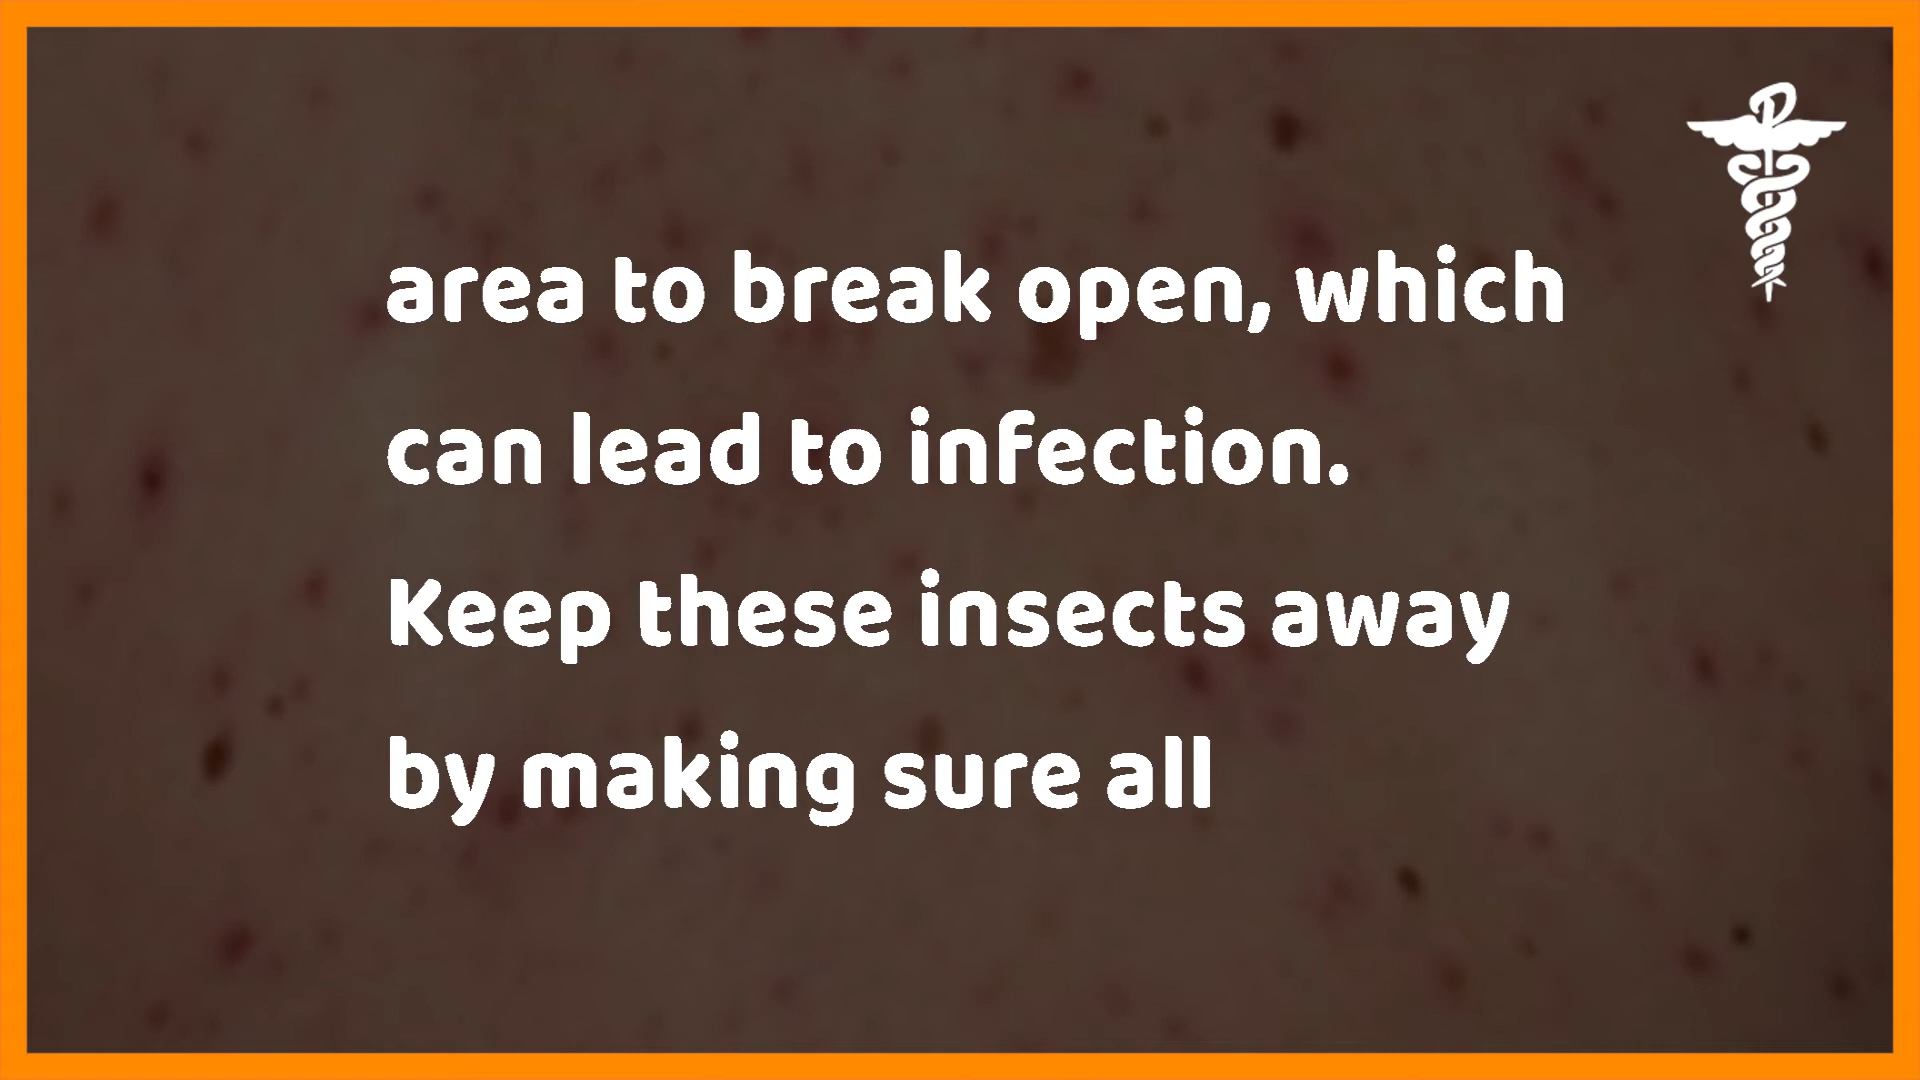 area to break open, which
can lead to infection.
Keep these insects away
by making sure all